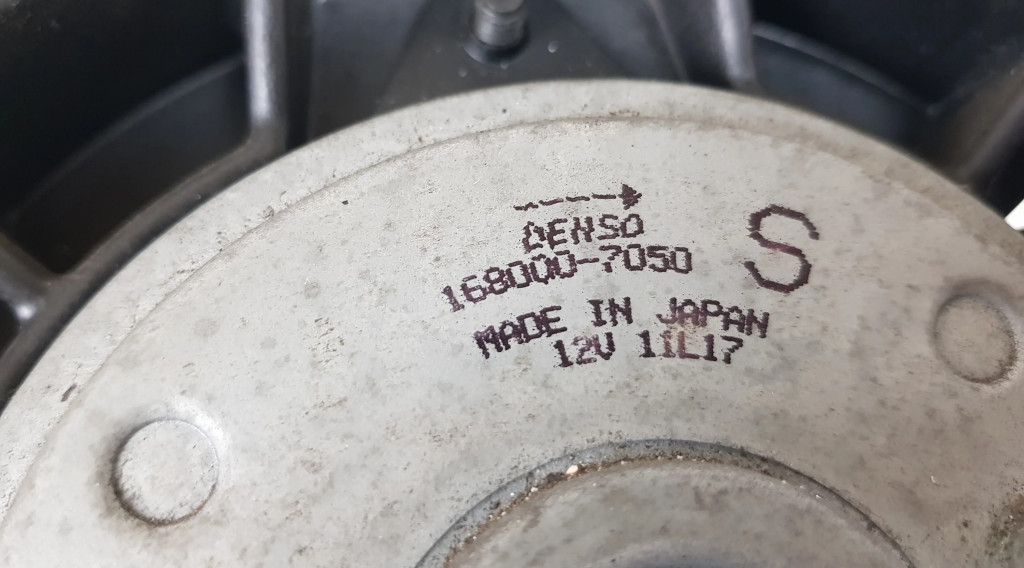 DENSO
168000-7050
S
MADE IN JAPAN
12V 11L17